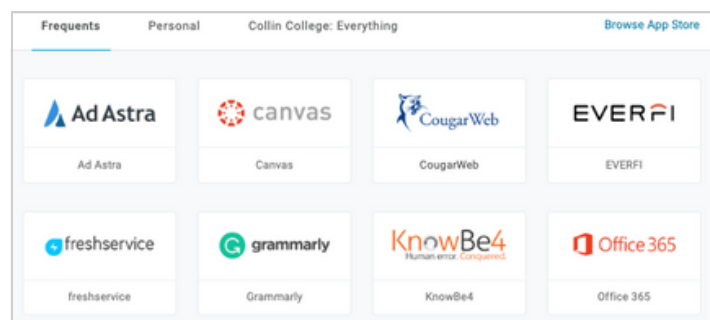 Frequents Personal Collin College: Everything Browse App Store
Ad Astra canvas CougarWeb EVERFI
Ad Astra Canvas CougarWeb EVERFI
freshservice grammarly KnowBe4 Office 365
Human error. Conquered.
freshservice Grammarly KnowBe4 Office 365